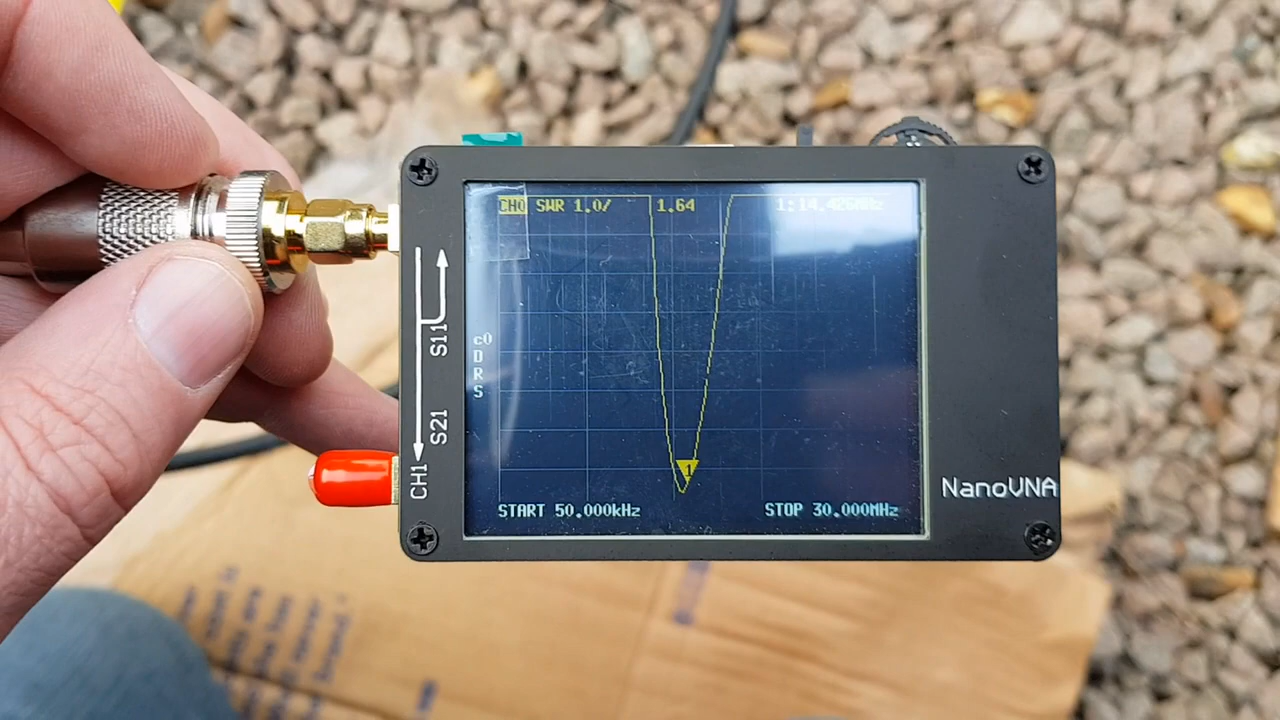 CH0 SWR 1.0/ 1.64 1:14.426MHz
S11
c0
D
R
S
S21
CH1
NanoVNA
START 50.000kHz STOP 30.000MHz
1